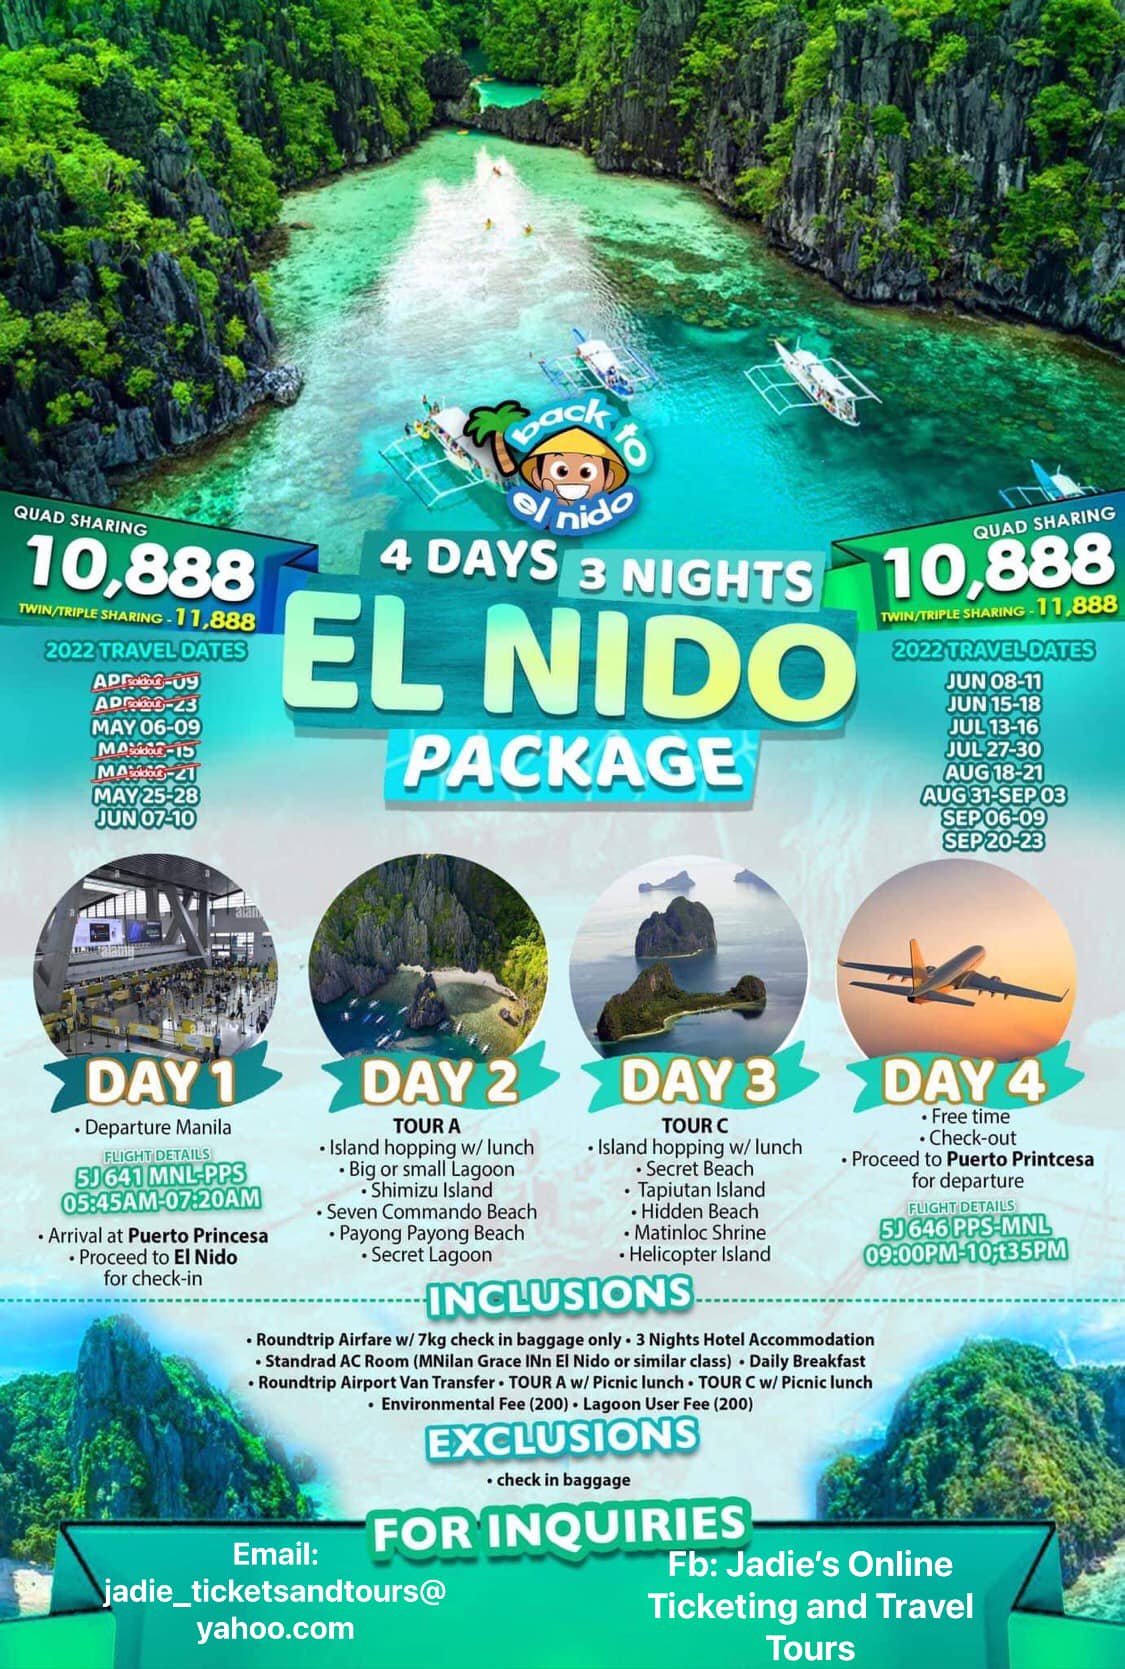 back to
el nido
QUAD SHARING
10,888
TWIN/TRIPLE SHARING - 11,888
QUAD SHARING
10,888
TWIN/TRIPLE SHARING - 11,888
4 DAYS 3 NIGHTS
EL NIDO
PACKAGE
2022 TRAVEL DATES
soldout -09
soldout -23
MAY 06-09
soldout -15
soldout -21
MAY 25-28
JUN 07-10
2022 TRAVEL DATES
JUN 08-11
JUN 15-18
JUL 13-16
JUL 27-30
AUG 18-21
AUG 31-SEP 03
SEP 06-09
SEP 20-23
DAY 1
• Departure Manila
FLIGHT DETAILS
5J 641 MNL-PPS
05:45AM-07:20AM
• Arrival at Puerto Princesa
• Proceed to El Nido
for check-in
DAY 2
TOUR A
• Island hopping w/ lunch
• Big or small Lagoon
• Shimizu Island
• Seven Commando Beach
• Payong Payong Beach
• Secret Lagoon
DAY 3
TOUR C
• Island hopping w/ lunch
• Secret Beach
• Tapiutan Island
• Hidden Beach
• Matinloc Shrine
• Helicopter Island
DAY 4
• Free time
• Check-out
• Proceed to Puerto Printcesa
for departure
FLIGHT DETAILS
5J 646 PPS-MNL
09:00PM-10;t35PM
INCLUSIONS
• Roundtrip Airfare w/ 7kg check in baggage only • 3 Nights Hotel Accommodation
• Standrad AC Room (MNilan Grace INn El Nido or similar class) • Daily Breakfast
• Roundtrip Airport Van Transfer • TOUR A w/ Picnic lunch • TOUR C w/ Picnic lunch
• Environmental Fee (200) • Lagoon User Fee (200)
EXCLUSIONS
• check in baggage
FOR INQUIRIES
Email:
jadie_ticketsandtours@
yahoo.com
Fb: Jadie's Online
Ticketing and Travel
Tours